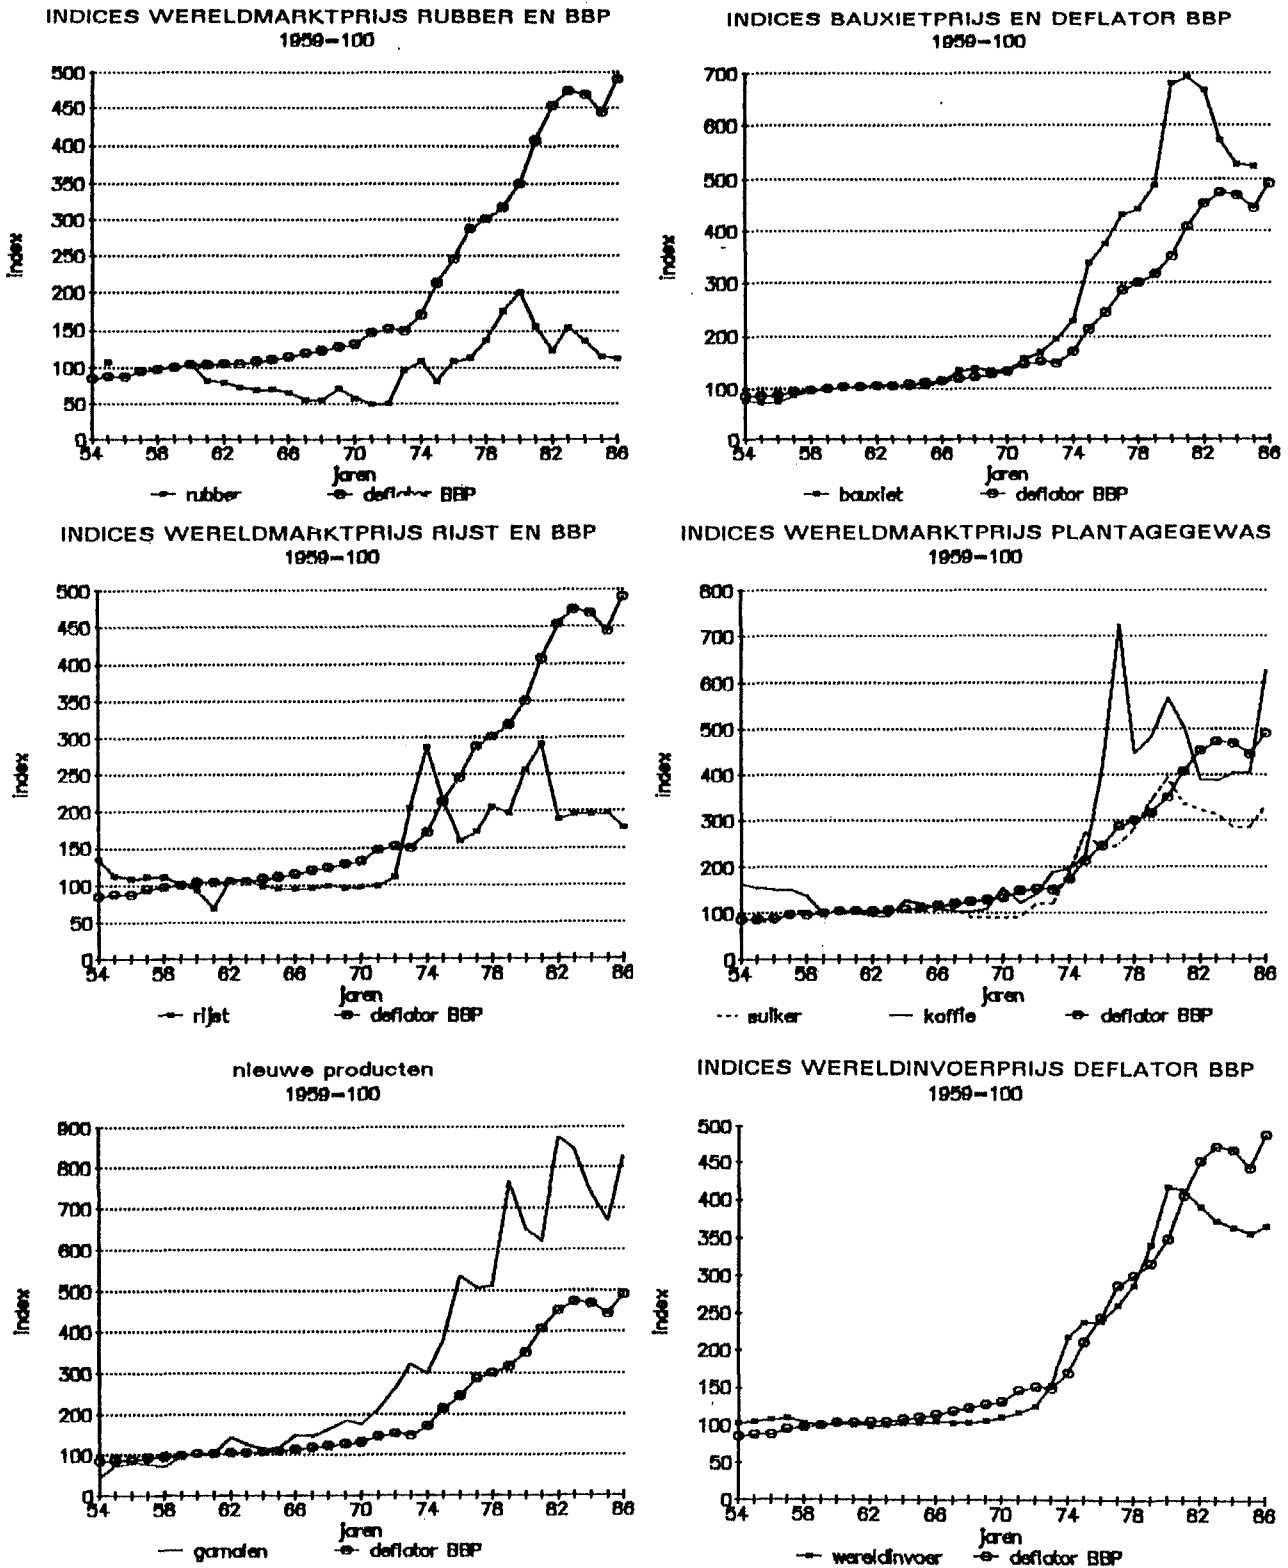 INDICES WERELDMARKTPRIJS RUBBER EN BBP
1959=100
500
450
400
350
300
250
200
150
100
50
0
index
54 58 62 66 70 74 78 82 86
jaren
rubber deflator BBP
INDICES BAUXIETPRIJS EN DEFLATOR BBP
1959=100
700
600
500
400
300
200
100
0
index
54 58 62 66 70 74 78 82 86
jaren
bauxiet deflator BBP
INDICES WERELDMARKTPRIJS RIJST EN BBP
1959=100
500
450
400
350
300
250
200
150
100
50
0
index
54 58 62 66 70 74 78 82 86
jaren
rijst deflator BBP
INDICES WERELDMARKTPRIJS PLANTAGEGEWAS
1959=100
800
700
600
500
400
300
200
100
0
index
54 58 62 66 70 74 78 82 86
jaren
suiker koffie deflator BBP
nieuwe producten
1959=100
900
800
700
600
500
400
300
200
100
0
index
54 58 62 66 70 74 78 82 86
jaren
garnalen deflator BBP
INDICES WERELDINVOERPRIJS DEFLATOR BBP
1959=100
500
450
400
350
300
250
200
150
100
50
0
index
54 58 62 66 70 74 78 82 86
jaren
wereldinvoer deflator BBP